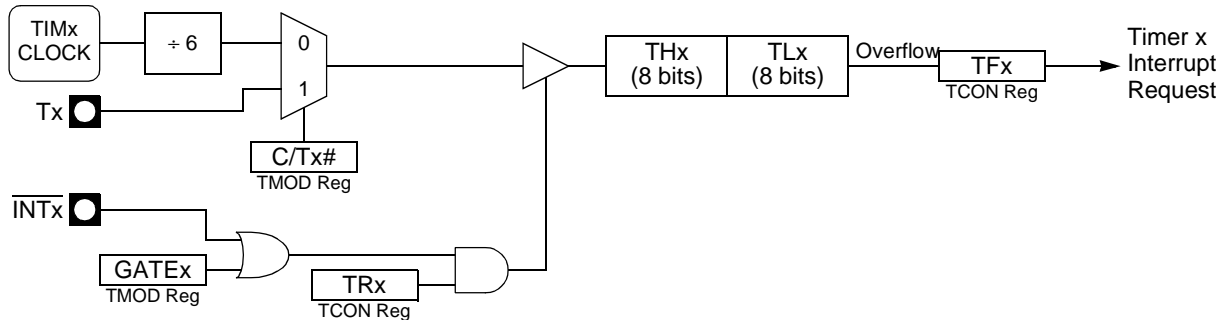 TIMx
CLOCK
÷ 6
0
1
Tx
C/Tx#
TMOD Reg
THx
(8 bits)
TLx
(8 bits)
Overflow
TFx
TCON Reg
Timer x
Interrupt
Request
INTx
GATEx
TMOD Reg
TRx
TCON Reg